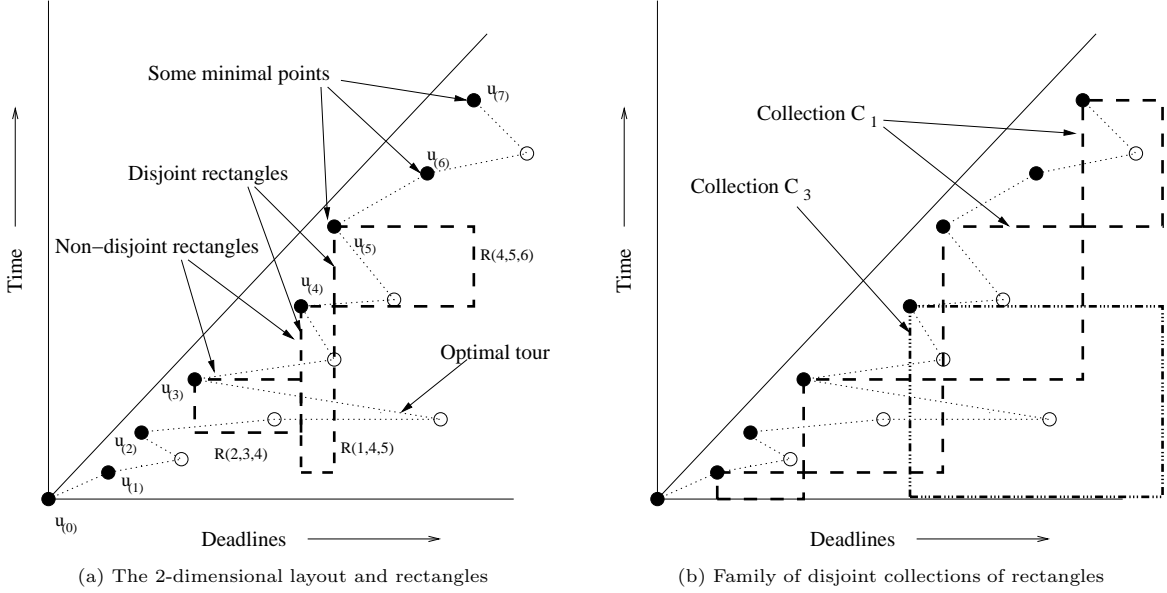 Some minimal points
u(7)
u(6)
Disjoint rectangles
Non-disjoint rectangles
u(5)
R(4,5,6)
u(4)
Optimal tour
u(3)
u(2)
R(2,3,4)
R(1,4,5)
u(1)
u(0)
Time
Deadlines
(a) The 2-dimensional layout and rectangles
Collection C 1
Collection C 3
Time
Deadlines
(b) Family of disjoint collections of rectangles